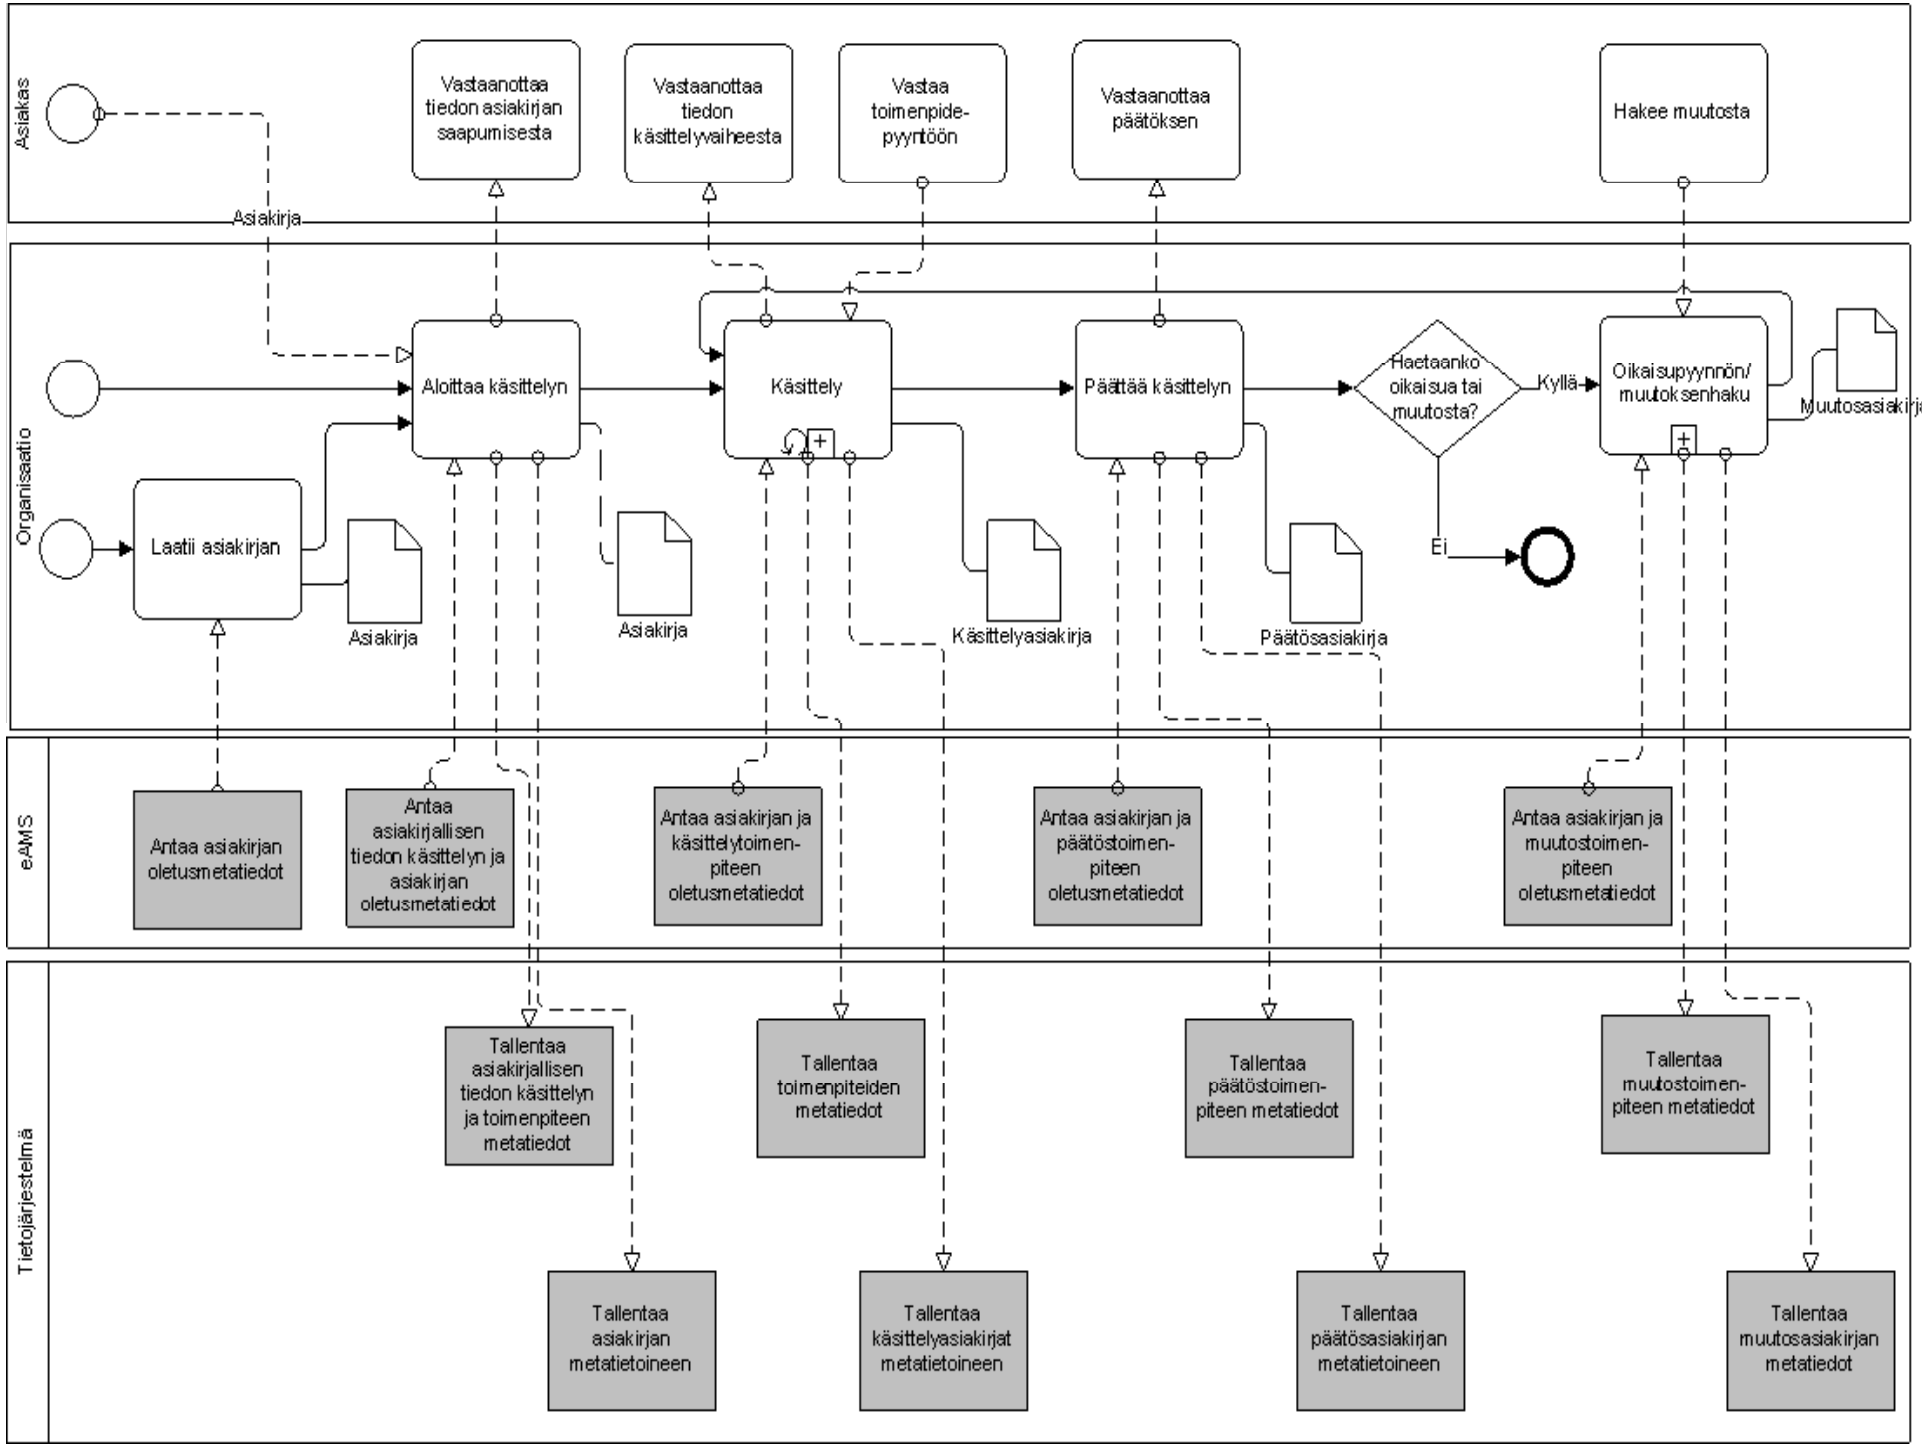 Asiakas
Vastaanottaa
tiedon asiakirjan
saapumisesta
Vastaanottaa
tiedon
käsittelyvaiheesta
Vastaa
toimenpide-
pyyntöön
Vastaanottaa
päätöksen
Hakee muutosta
Asiakirja
Organisaatio
Aloittaa käsittelyn
Käsittely
Päättää käsittelyn
Haetaanko
oikaisua tai
muutosta?
Kyllä
Oikaisupyynnön/
muutoksenhaku
Muutosasiakirja
Laatii asiakirjan
Ei
Asiakirja
Asiakirja
Käsittelyasiakirja
Päätösasiakirja
eAMS
Antaa asiakirjan
oletusmetatiedot
Antaa
asiakirjallisen
tiedon käsittelyn ja
asiakirjan
oletusmetatiedot
Antaa asiakirjan ja
käsittelytoimen-
piteen
oletusmetatiedot
Antaa asiakirjan ja
päätöstoimen-
piteen
oletusmetatiedot
Antaa asiakirjan ja
muutostoimen-
piteen
oletusmetatiedot
Tietojärjestelmä
Tallentaa
asiakirjallisen
tiedon käsittelyn
ja toimenpiteen
metatiedot
Tallentaa
toimenpiteiden
metatiedot
Tallentaa
päätöstoimen-
piteen metatiedot
Tallentaa
muutostoimen-
piteen metatiedot
Tallentaa
asiakirjan
metatietoineen
Tallentaa
käsittelyasiakirjat
metatietoineen
Tallentaa
päätösasiakirjan
metatietoineen
Tallentaa
muutosasiakirjan
metatiedot